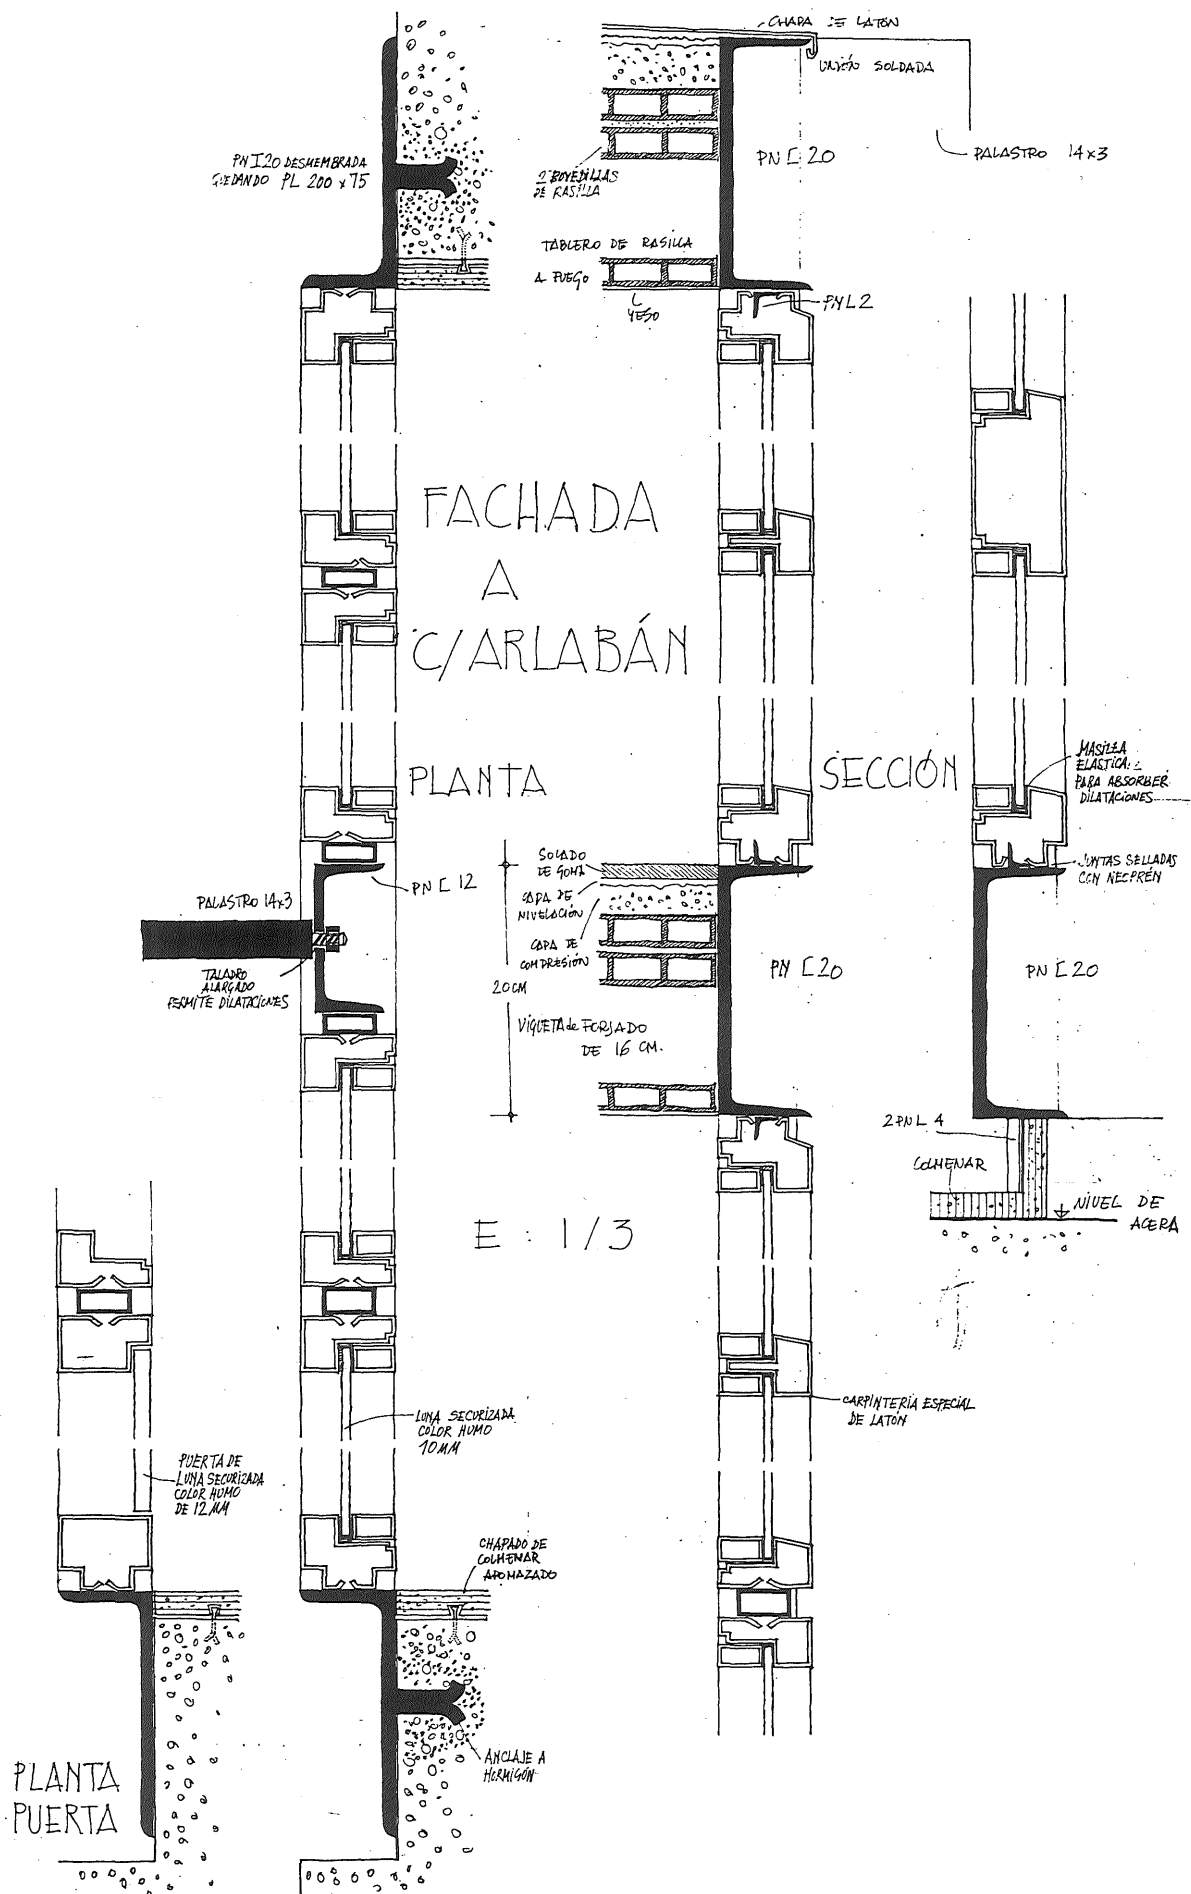 CHAPA DE LATÓN
UNIÓN SOLDADA
PN I 20 DESMEMBRADA
QUEDANDO PL 200 x 75
2 BOVEDILLAS
DE RASILLA
PN [ 20
PALASTRO 14x3
TABLERO DE RASILLA
A FUEGO
YESO
PN L 2
FACHADA
A
C/ ARLABÁN
PLANTA
SECCIÓN
MASILLA
ELASTICA
PARA ABSORBER
DILATACIONES
SOLADO
DE GOMA
JUNTAS SELLADAS
CON NEOPRÉN
PN [ 12
CAPA DE
NIVELACIÓN
PALASTRO 14x3
CAPA DE
COMPRESIÓN
TALADRO
ALARGADO
PERMITE DILATACIONES
20 CM
PN [ 20
PN [ 20
VIGUETA de FORJADO
DE 16 CM.
2 PN L 4
COLMENAR
NIVEL DE
ACERA
E : 1/3
CARPINTERÍA ESPECIAL
DE LATÓN
LUNA SECURIZADA
COLOR HUMO
10 MM
PUERTA DE
LUNA SECURIZADA
COLOR HUMO
DE 12 MM
CHAPADO DE
COLMENAR
APOMAZADO
ANCLAJE A
HORMIGÓN
PLANTA
PUERTA